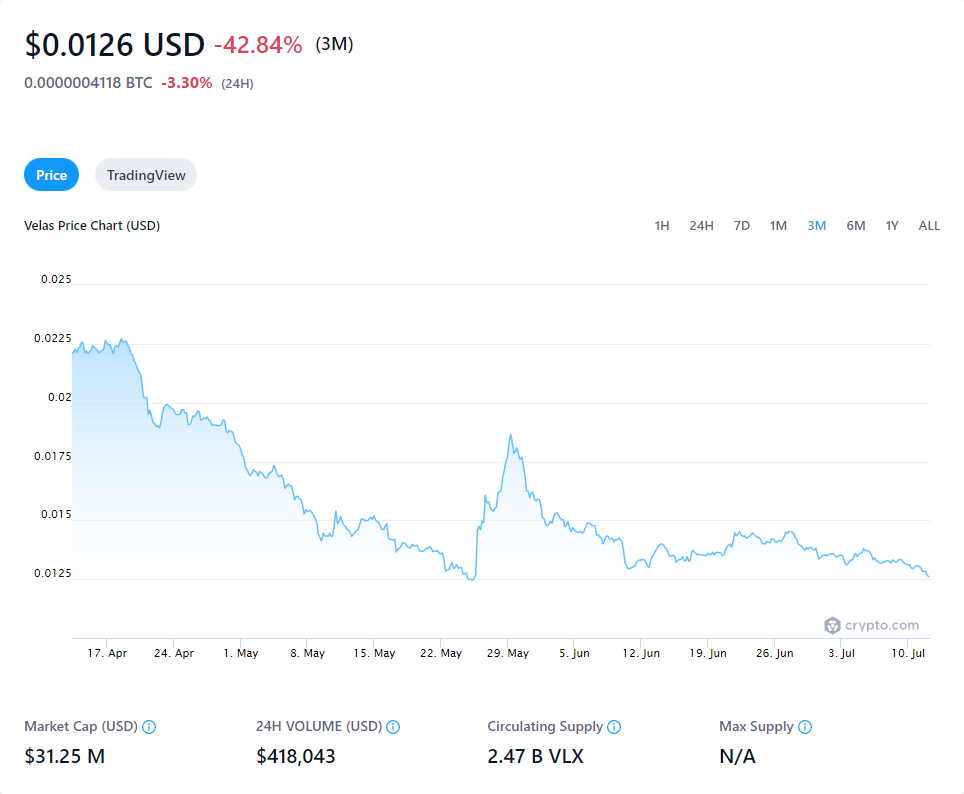 $0.0126 USD -42.84% (3M)
0.0000004118 BTC -3.30% (24H)
Price TradingView
Velas Price Chart (USD) 1H 24H 7D 1M 3M 6M 1Y ALL
0.025
0.0225
0.02
0.0175
0.015
0.0125
crypto.com
17. Apr 24. Apr 1. May 8. May 15. May 22. May 29. May 5. Jun 12. Jun 19. Jun 26. Jun 3. Jul 10. Jul
Market Cap (USD) 24H VOLUME (USD) Circulating Supply Max Supply
$31.25 M $418,043 2.47 B VLX N/A